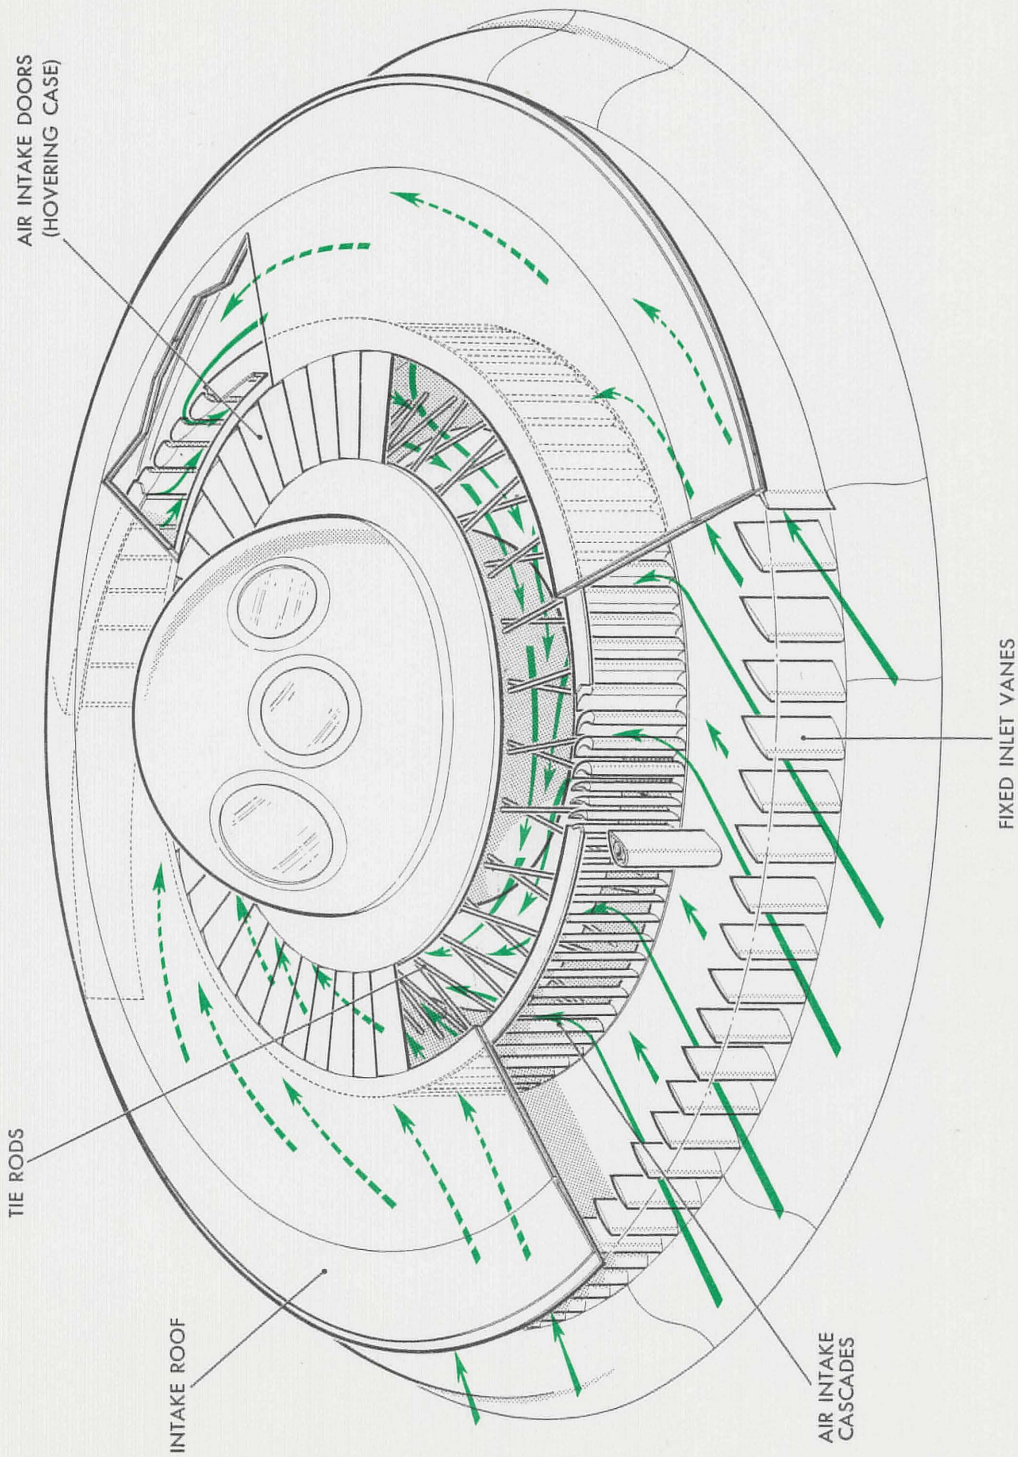 AIR INTAKE DOORS
(HOVERING CASE)
TIE RODS
INTAKE ROOF
FIXED INLET VANES
AIR INTAKE
CASCADES